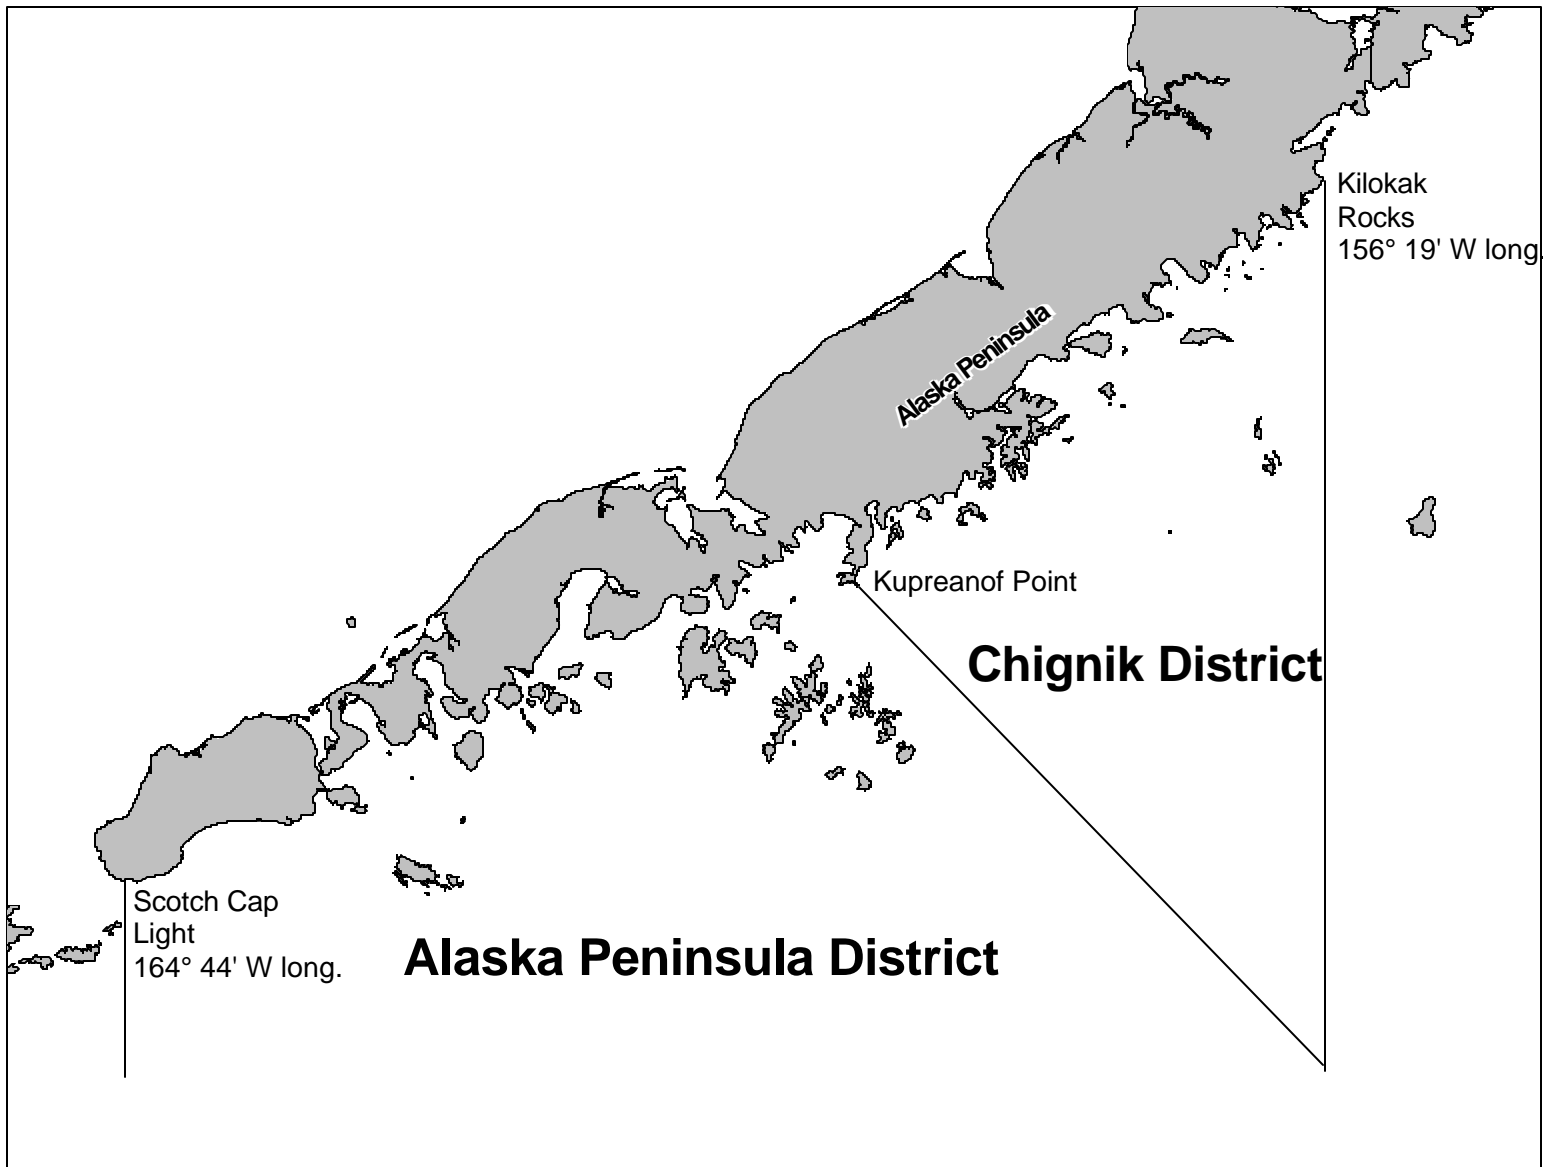 Kilokak
Rocks
156° 19' W long.
Alaska Peninsula
Kupreanof Point
Chignik District
Scotch Cap
Light
164° 44' W long.
Alaska Peninsula District